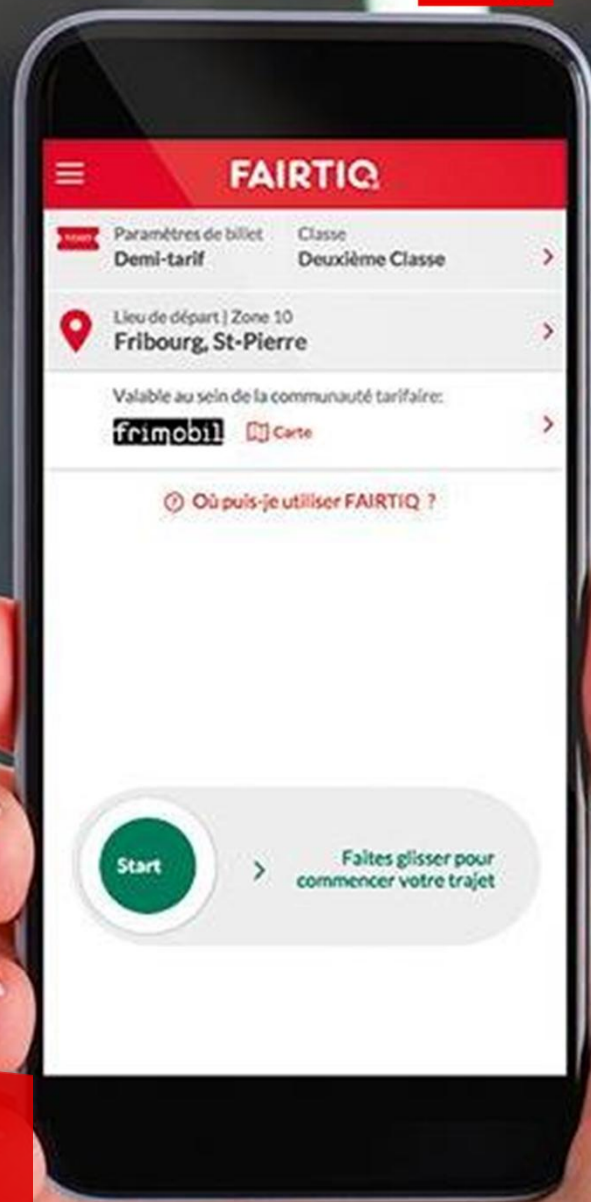 FAIRTIQ
Paramètres de billet Classe
Demi-tarif Deuxième Classe
Lieu de départ | Zone 10
Fribourg, St-Pierre
Valable au sein de la communauté tarifaire:
frimobil Carte
Où puis-je utiliser FAIRTIQ ?
Start > Faites glisser pour
commencer votre trajet